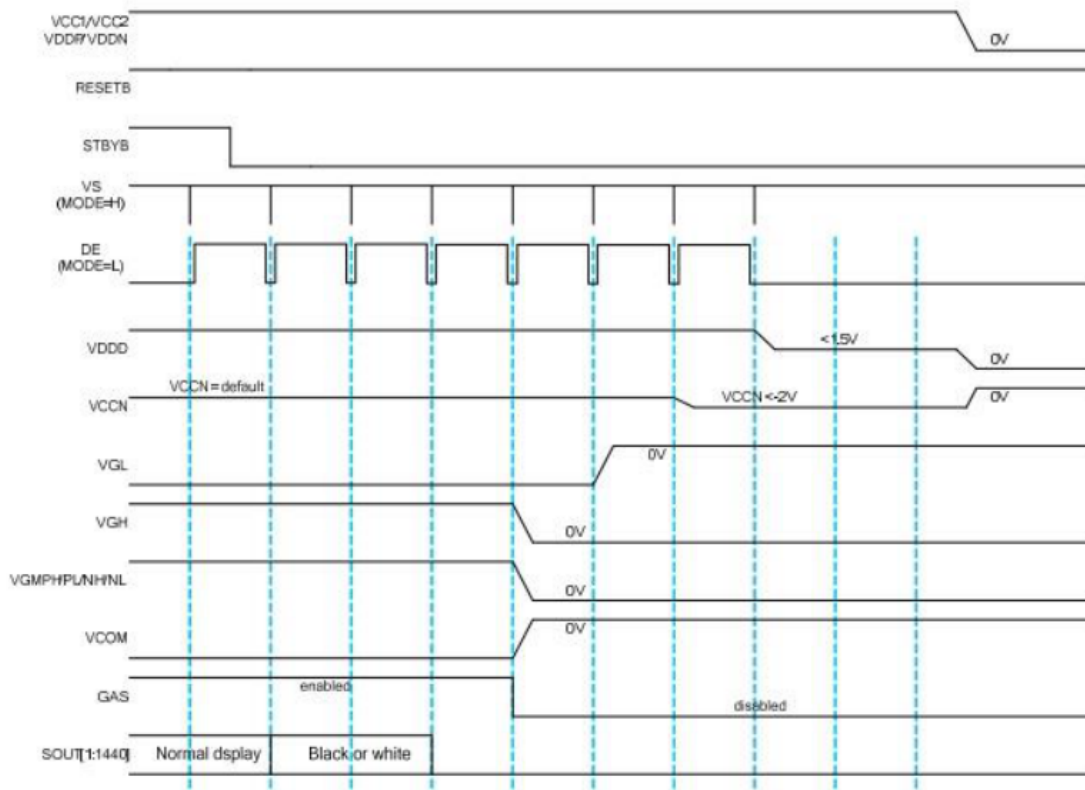 VCC1/VCC2
VDDP/VDDN
0V
RESETB
STBYB
VS
(MODE=H)
DE
(MODE=L)
VDDD
<1.5V
0V
VCCN = default
VCCN
VCCN <-2V
0V
VGL
0V
VGH
0V
VGMPH/PL/NH/NL
0V
VCOM
0V
GAS
enabled
disabled
SOUT[1:1440]
Normal dsplay
Black or white